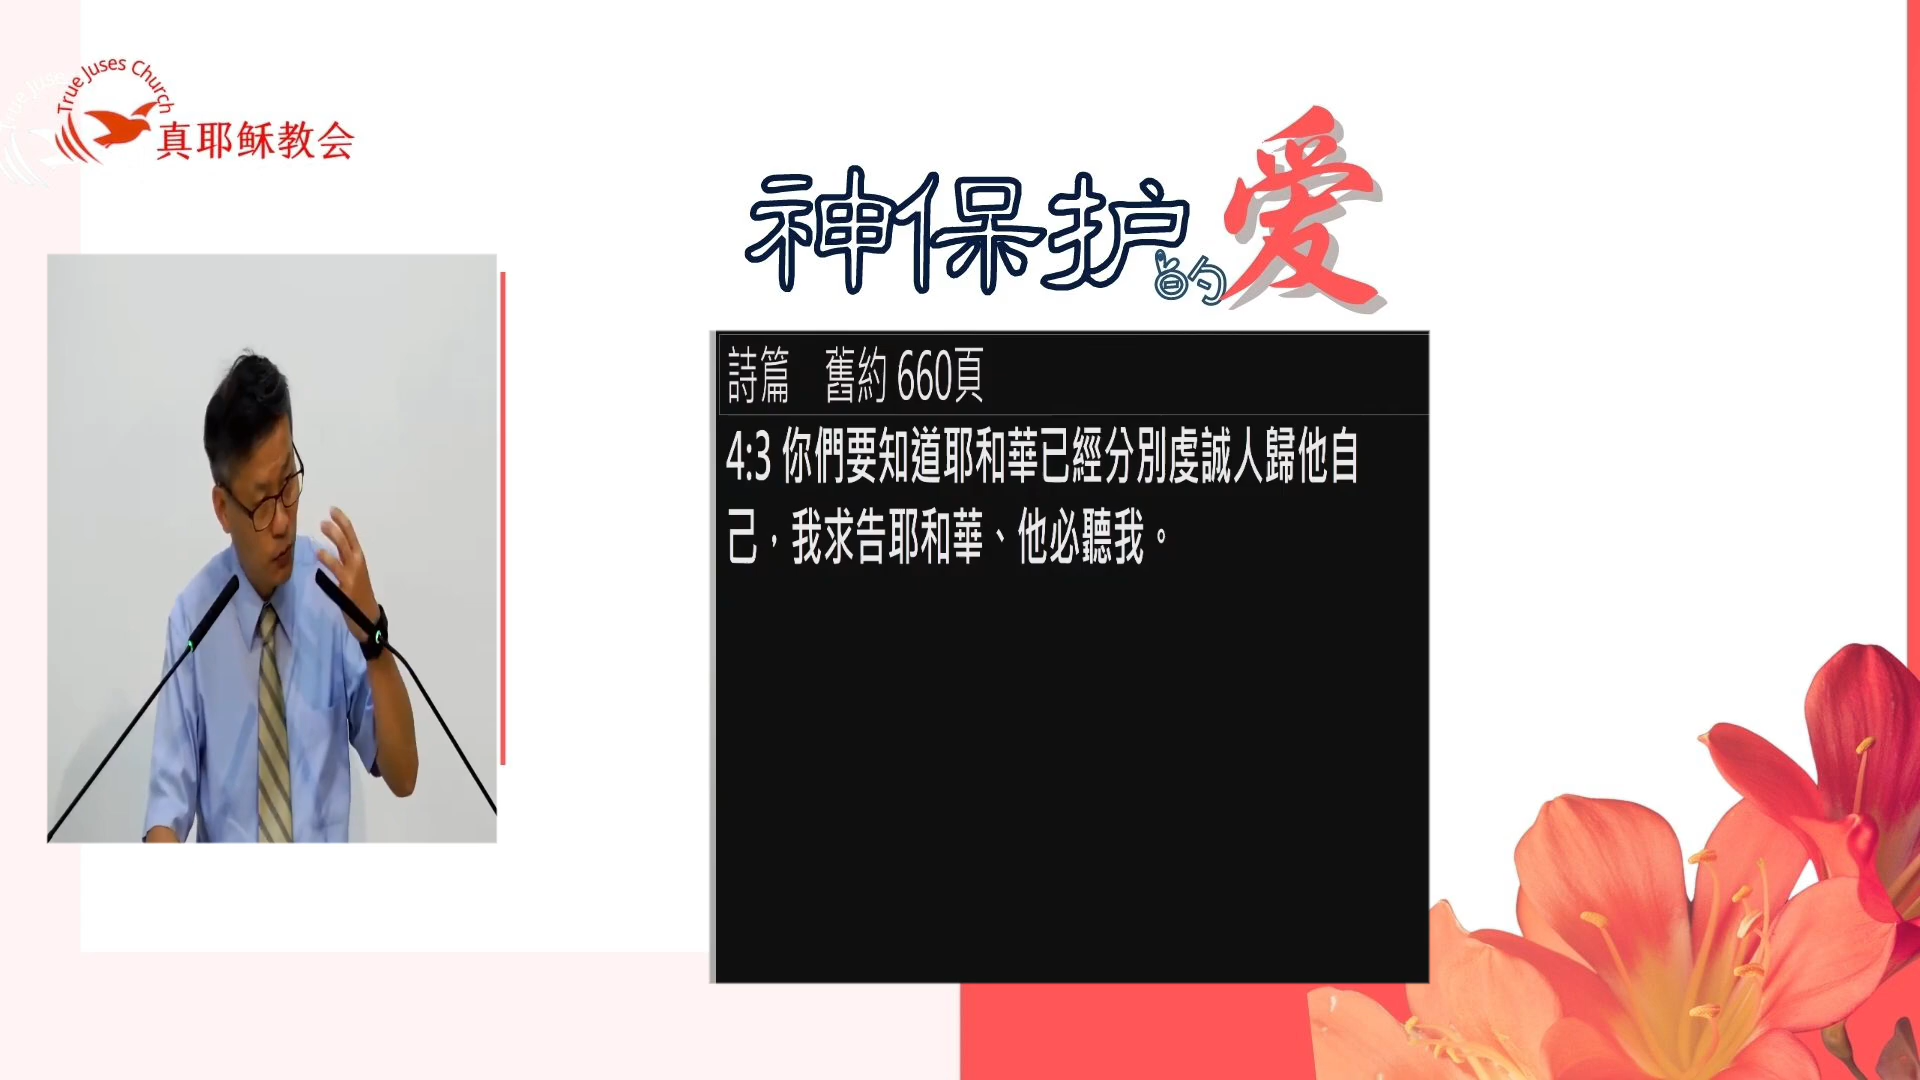 True Juses Church
真耶稣教会
神保护的爱
詩篇　舊約 660頁
4:3 你們要知道耶和華已經分別虔誠人歸他自
己，我求告耶和華、他必聽我。